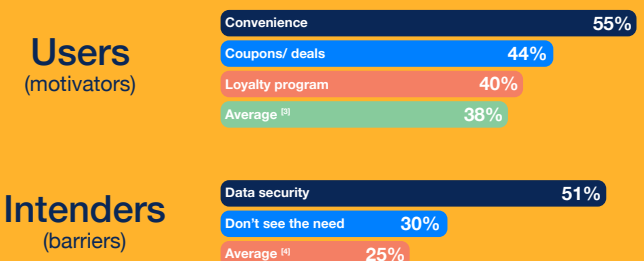 Users
(motivators)
Convenience 55%
Coupons/ deals 44%
Loyalty program 40%
Average [3] 38%
Intenders
(barriers)
Data security 51%
Don't see the need 30%
Average [4] 25%